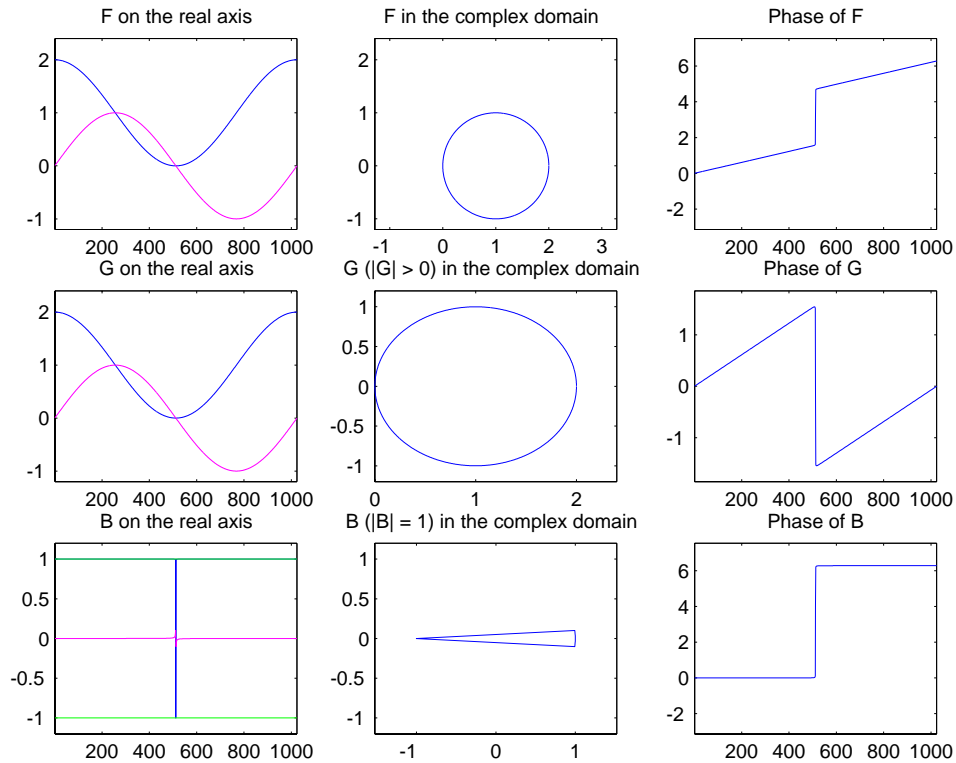 F on the real axis
F in the complex domain
Phase of F
2
1
0
-1
200 400 600 800 1000
2
1
0
-1
-1 0 1 2 3
6
4
2
0
-2
200 400 600 800 1000
G on the real axis
G (|G| > 0) in the complex domain
Phase of G
2
1
0
-1
200 400 600 800 1000
1
0.5
0
-0.5
-1
0 1 2
1
0
-1
200 400 600 800 1000
B on the real axis
B (|B| = 1) in the complex domain
Phase of B
1
0.5
0
-0.5
-1
200 400 600 800 1000
1
0.5
0
-0.5
-1
-1 0 1
6
4
2
0
-2
200 400 600 800 1000